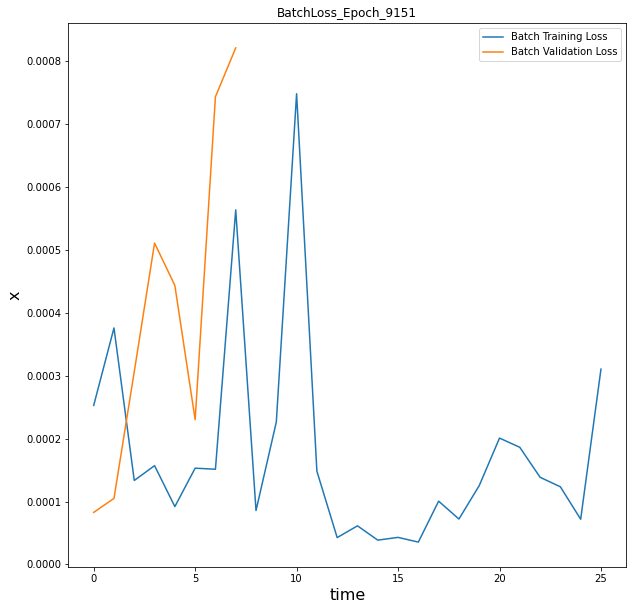 BatchLoss_Epoch_9151
Batch Training Loss
Batch Validation Loss
0.0008
0.0007
0.0006
0.0005
0.0004
0.0003
0.0002
0.0001
0.0000
x
0 5 10 15 20 25
time